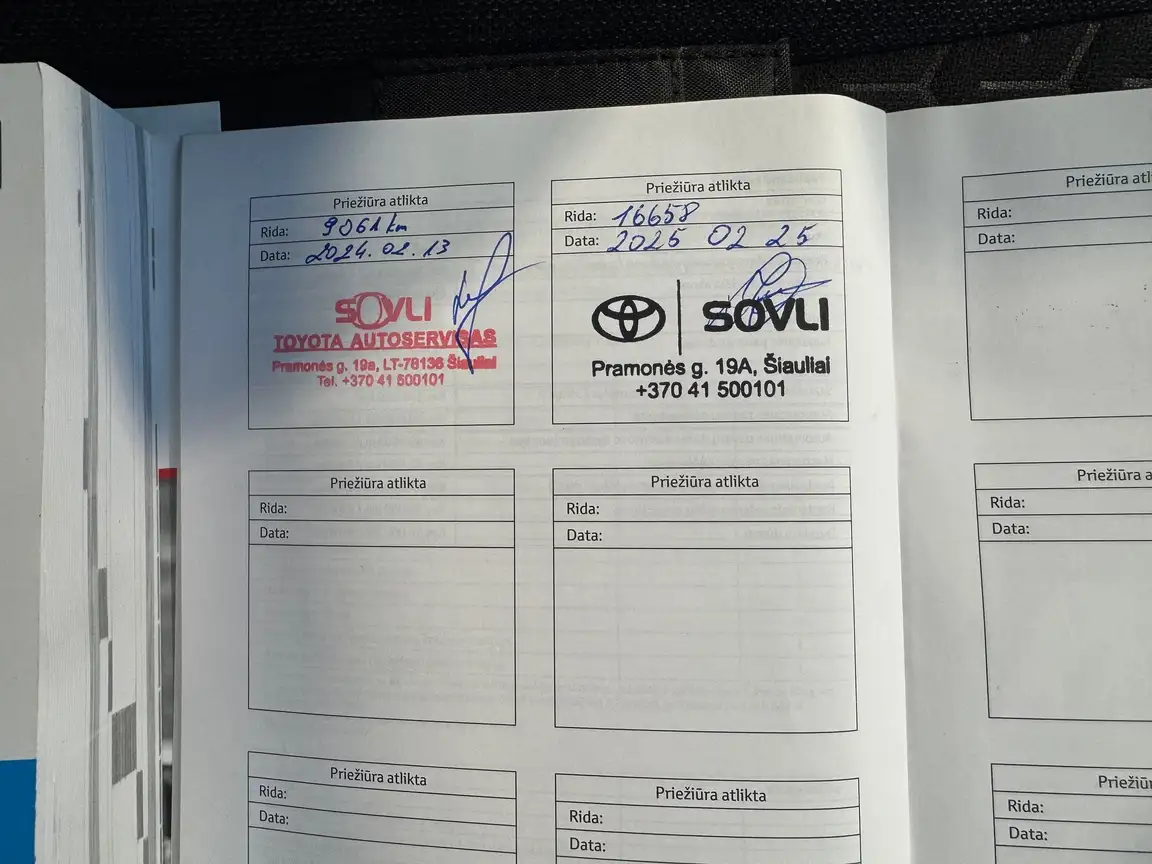 Priežiūra atlikta
Rida: 9061 km
Data: 2024.02.13
SOVLI
TOYOTA AUTOSERVISAS
Pramonės g. 19a, LT-78136 Šiauliai
Tel. +370 41 500101
Priežiūra atlikta
Rida: 16658
Data: 2025 02 25
SOVLI
Pramonės g. 19A, Šiauliai
+370 41 500101
Priežiūra atl
Rida:
Data:
Priežiūra atlikta
Rida:
Data:
Priežiūra atlikta
Rida:
Data:
Priežiūra a
Rida:
Data:
Priežiūra atlikta
Rida:
Data:
Priežiūra atlikta
Rida:
Data:
Priežiūr
Rida:
Data: